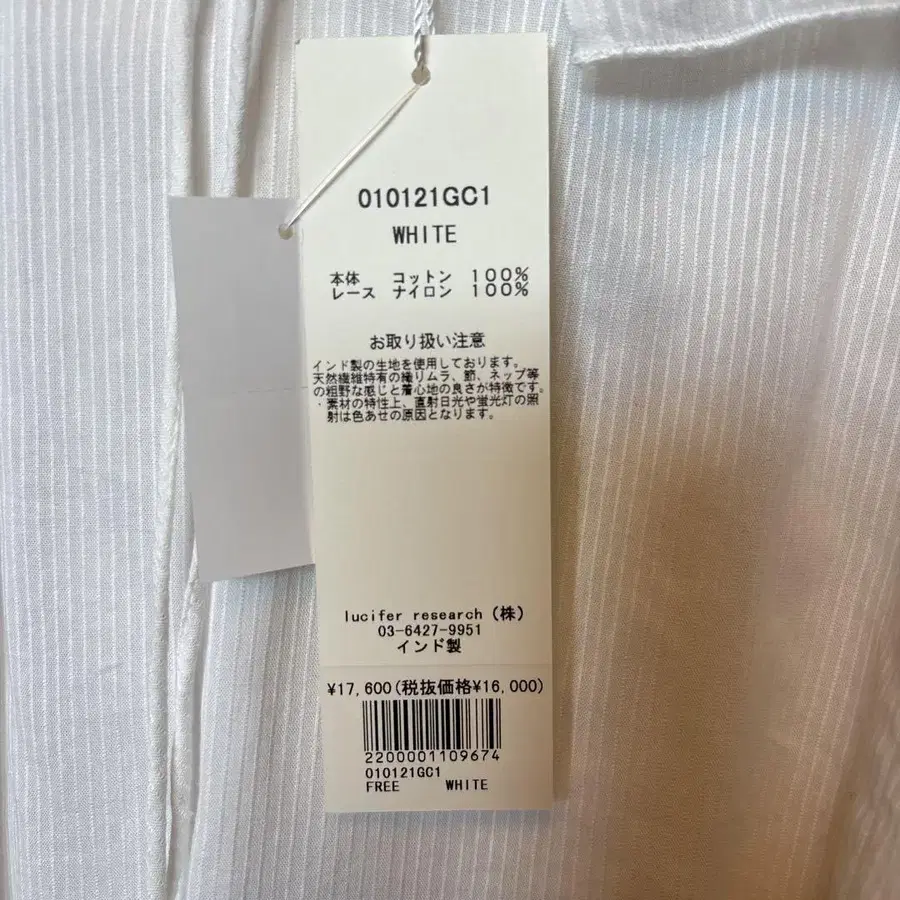 010121GC1
WHITE
本体 コットン 100%
レース ナイロン 100%
お取り扱い注意
インド製の生地を使用しております。
天然繊維特有の織りムラ、節、ネップ等
の粗野な感じと着心地の良さが特徴です。
・素材の特性上、直射日光や蛍光灯の照
射は色あせの原因となります。
lucifer research (株)
03-6427-9951
インド製
¥17,600(税抜価格¥16,000)
2200001109674
010121GC1
FREE WHITE